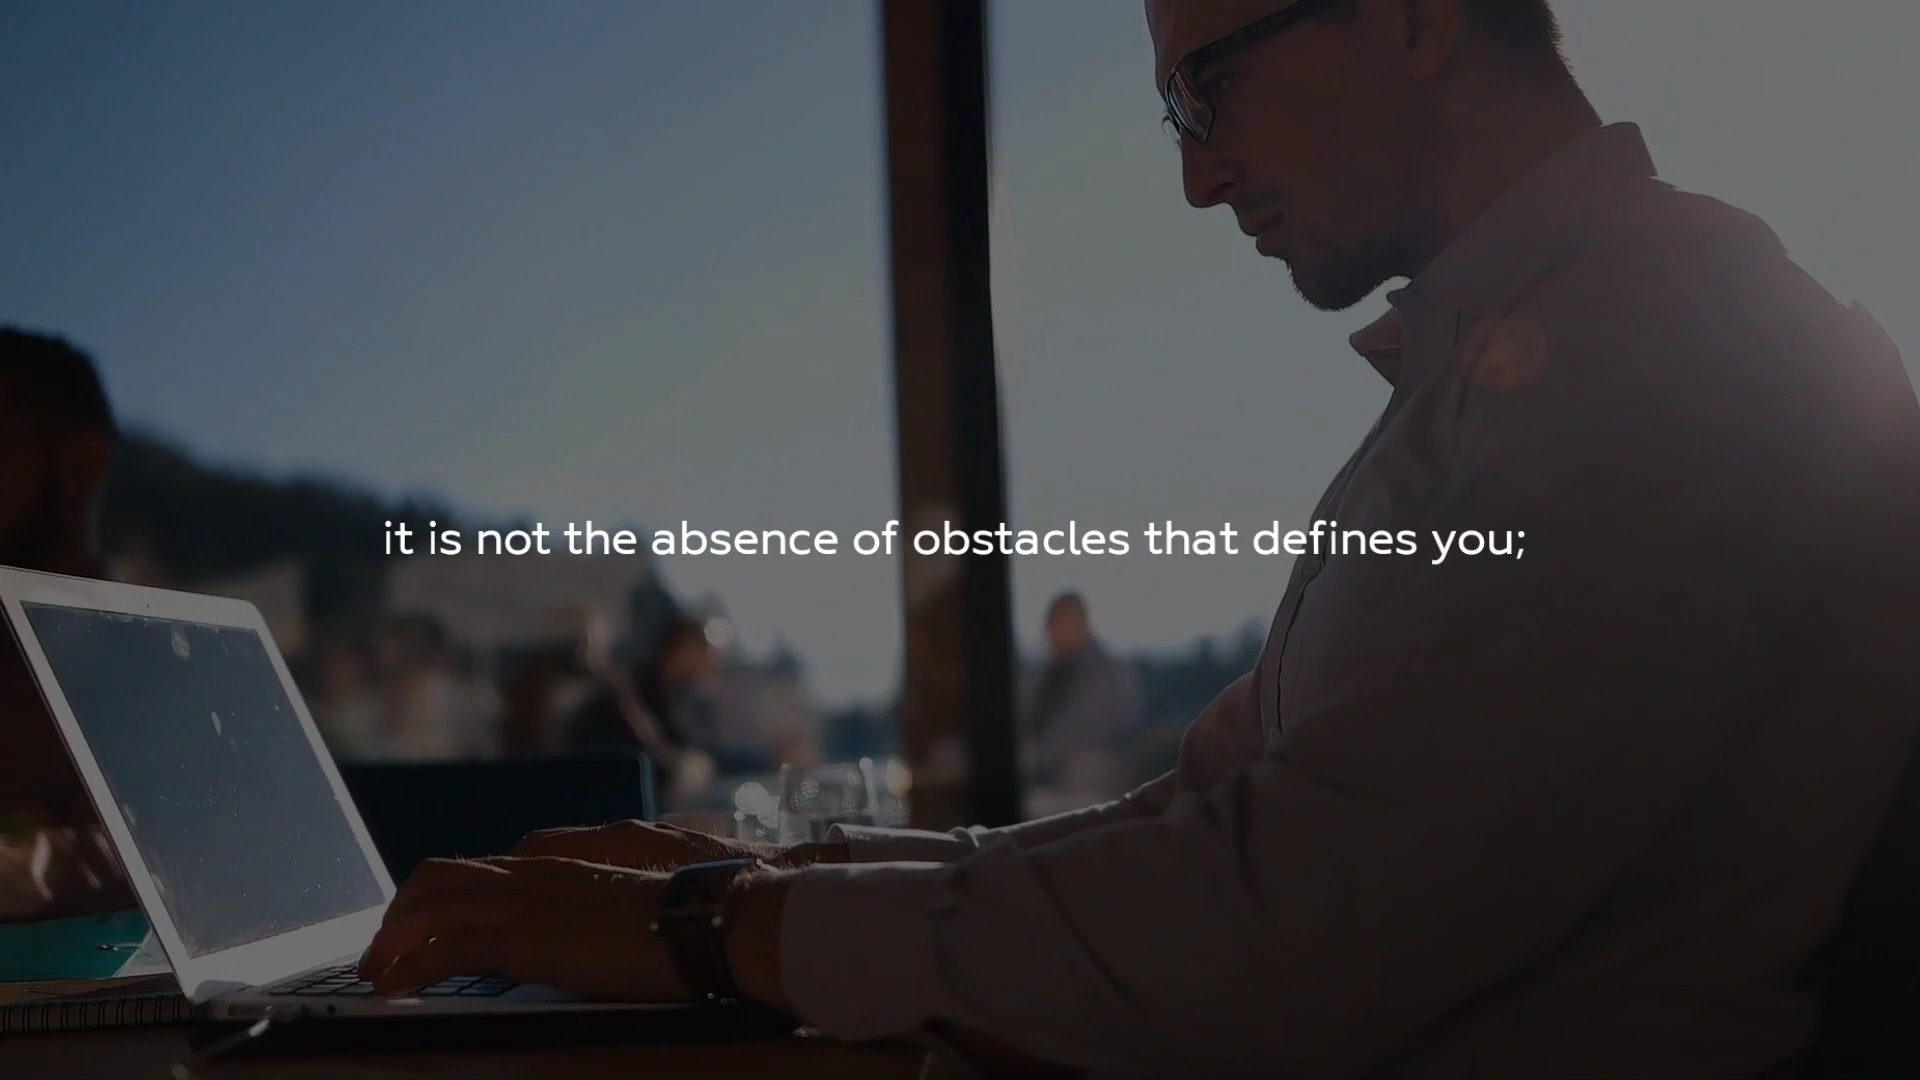 it is not the absence of obstacles that defines you;